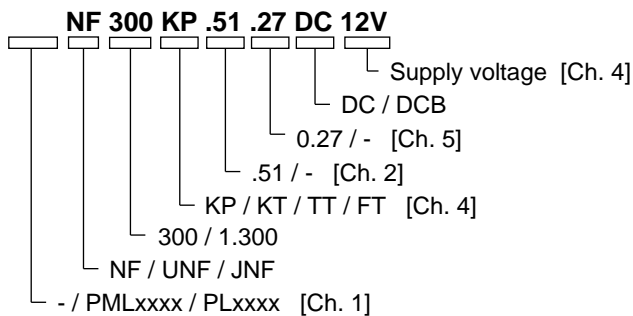 NF 300 KP .51 .27 DC 12V
Supply voltage [Ch. 4]
DC / DCB
0.27 / - [Ch. 5]
.51 / - [Ch. 2]
KP / KT / TT / FT [Ch. 4]
300 / 1.300
NF / UNF / JNF
- / PMLxxxx / PLxxxx [Ch. 1]